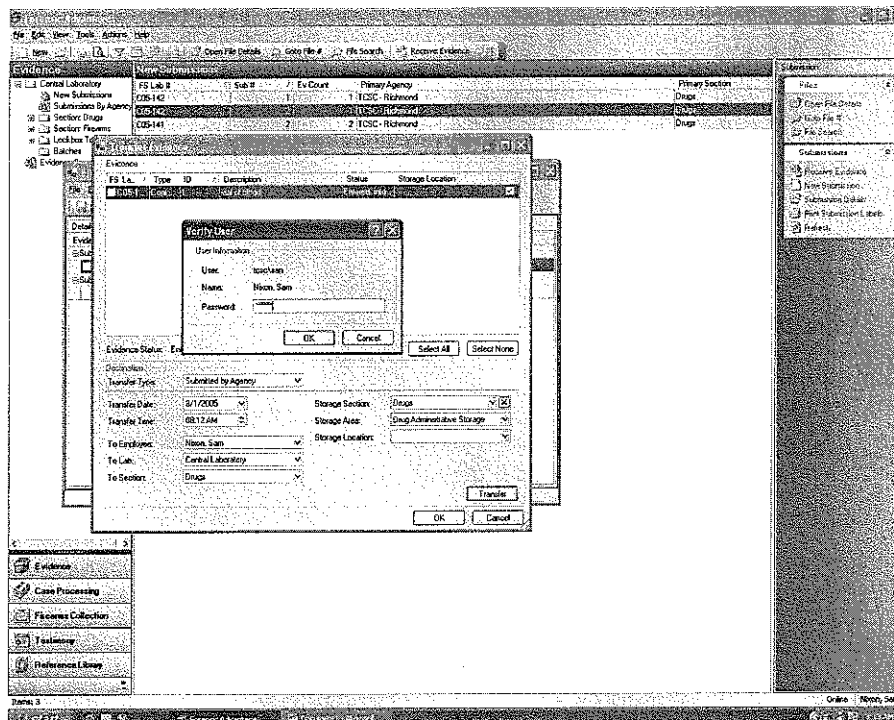 File Edit View Tools Actions Help
New Open File Details Goto File # File Search Receive Evidence
Evidence
Central Laboratory
New Submissions
Submissions By Agency
Section: Drugs
Section: Firearms
Batches
New Submissions
FS Lab # Sub # Ev Count Primary Agency Primary Section
C05-142 1 1 TCSC - Richmond Drugs
C05-142
C05-141 2 2 TCSC - Richmond Drugs
Evidence
Type ID Description Status Storage Location
Verify User
User Information
User:
Name: Nixon, Sam
Password:
OK Cancel
Evidence Status:
Select All Select None
Destination
Transfer Type: Submitted by Agency
Transfer Date: 8/1/2005
Transfer Time: 08:12 AM
To Employee: Nixon, Sam
To Lab: Central Laboratory
To Section: Drugs
Storage Section: Drugs
Storage Area: Drug Administrative Storage
Storage Location:
Transfer
OK Cancel
Evidence
Case Processing
Firearms Collection
Testimony
Reference Library
Files
Open File Details
Goto File #
File Search
Submissions
Receive Evidence
New Submission
Submission Details
Print Submission Labels
Refresh
Items: 3
Online